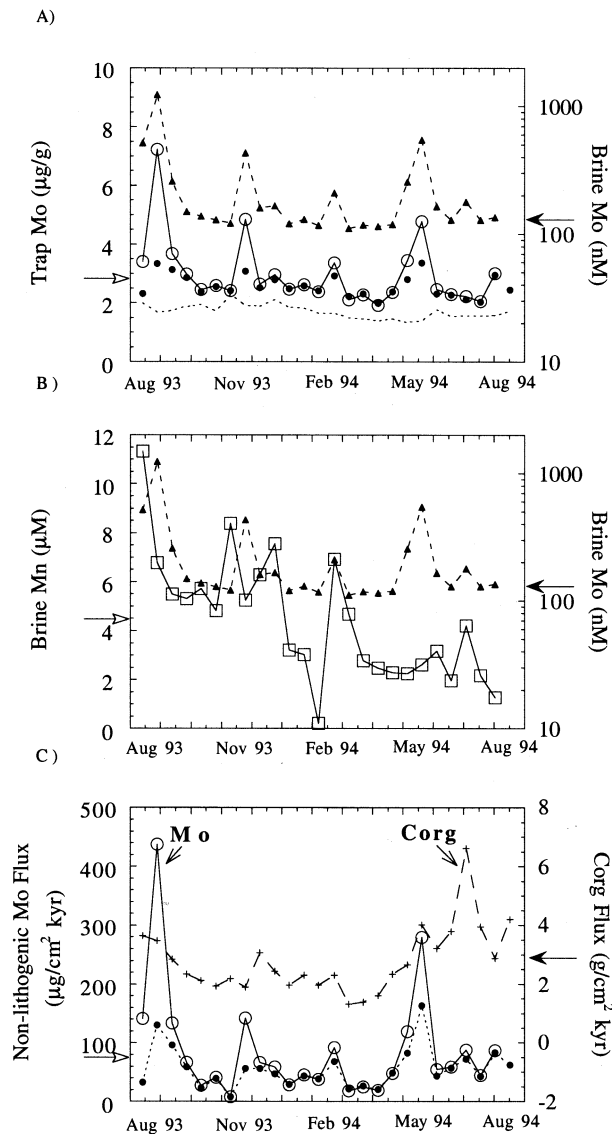 A)
Trap Mo (µg/g)
10
8
6
4
2
0
1000
100
10
Brine Mo (nM)
Aug 93 Nov 93 Feb 94 May 94 Aug 94
B)
Brine Mn (µM)
12
10
8
6
4
2
0
1000
100
10
Brine Mo (nM)
Aug 93 Nov 93 Feb 94 May 94 Aug 94
C)
Non-lithogenic Mo Flux
(µg/cm² kyr)
500
400
300
200
100
0
Mo
Corg
8
6
4
2
0
-2
Corg Flux (g/cm² kyr)
Aug 93 Nov 93 Feb 94 May 94 Aug 94